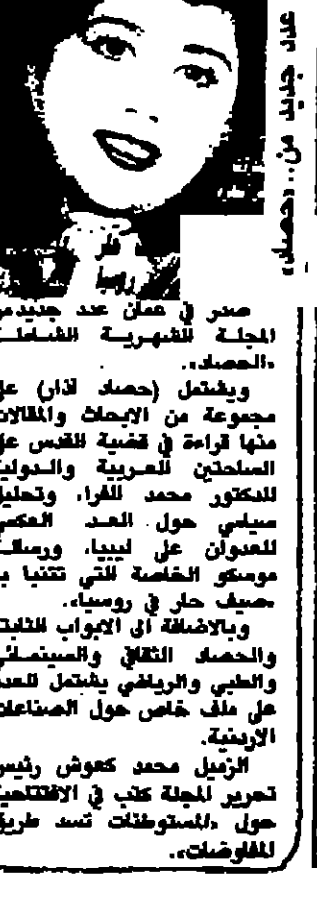 عدد جديد من.. «حصاد»
صدر في عمان عدد جديد من
المجلة الشهرية الشاملة
«الحصاد».
ويشتمل (حصاد آذار) على
مجموعة من الابحاث والمقالات
منها قراءة في قضية القدس على
الساحتين العربية والدولية
للدكتور محمد الفرا، وتحليل
سياسي حول العد العكسي
للعدوان على ليبيا، ورسالة
موسكو الخاصة التي تتنبأ بـ
«صيف حار في روسيا».
وبالاضافة الى الابواب الثابتة
والحصاد الثقافي والسينمائي
والطبي والرياضي يشتمل العدد
على ملف خاص حول الصناعات
الاردنية.
الزميل محمد كعوش رئيس
تحرير المجلة كتب في الافتتاحية
حول «المستوطنات تسد طريق
المفاوضات».